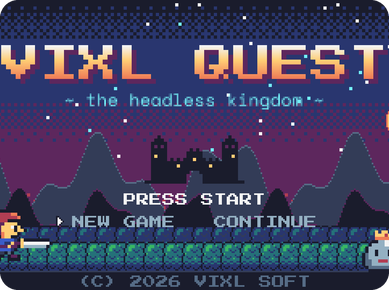 VIXL QUEST
~ the headless kingdom ~
PRESS START
NEW GAME CONTINUE
(C) 2026 VIXL SOFT